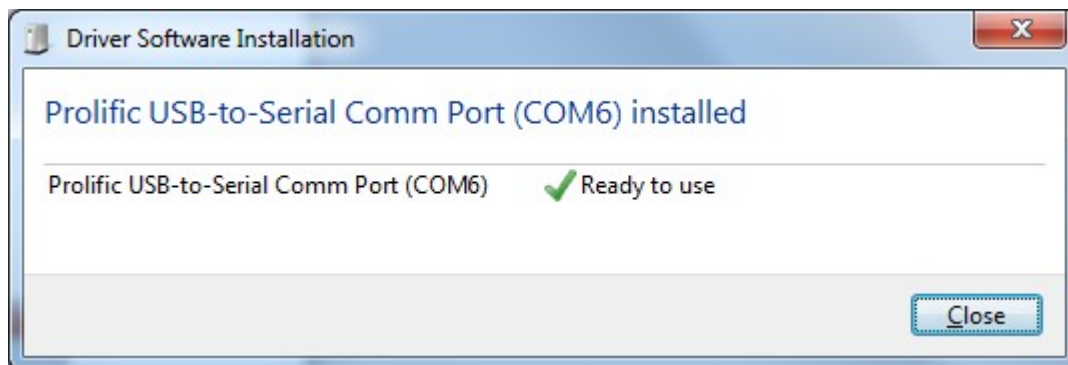 Driver Software Installation
Prolific USB-to-Serial Comm Port (COM6) installed
Prolific USB-to-Serial Comm Port (COM6) Ready to use
Close